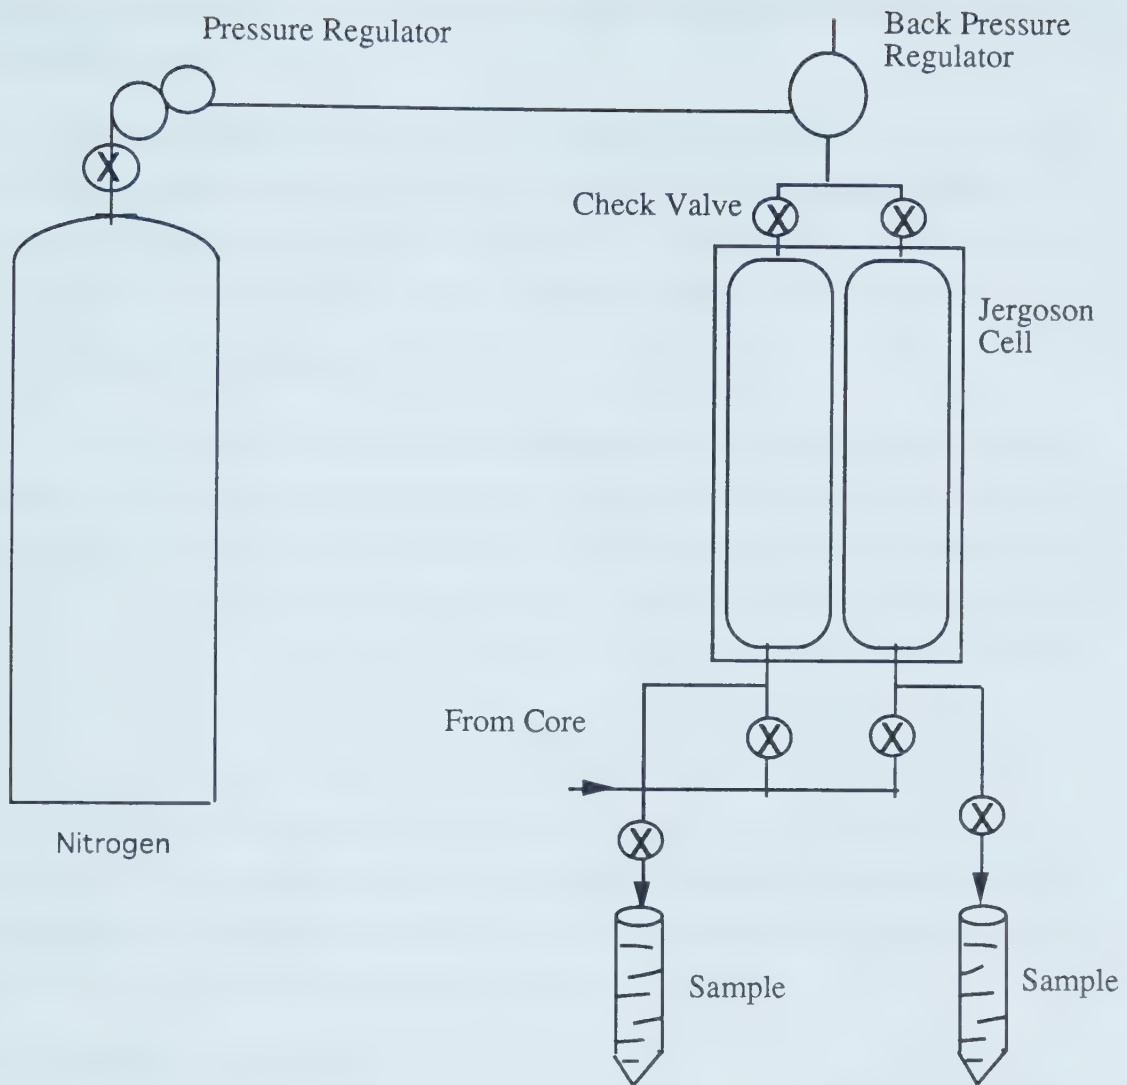 Pressure Regulator
Back Pressure
Regulator
Check Valve
X
X
X
Jergoson
Cell
From Core
X
X
X
X
Nitrogen
Sample
Sample